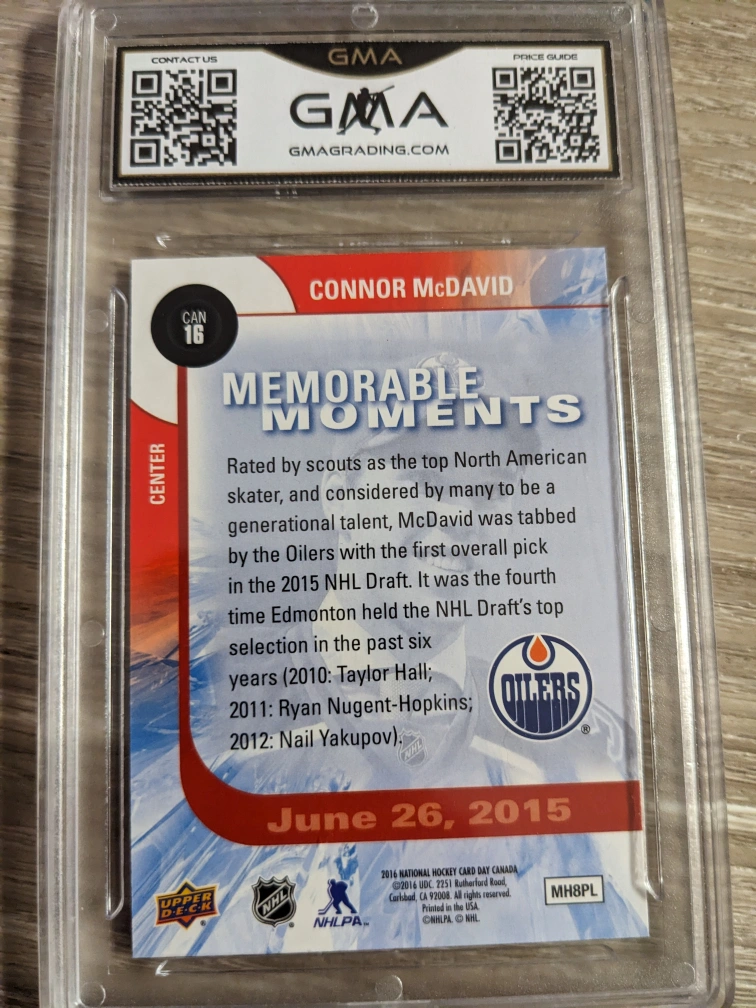 CONTACT US
GMA
PRICE GUIDE
GMA
GMAGRADING.COM
CONNOR McDAVID
CAN
16
MEMORABLE
MOMENTS
CENTER
Rated by scouts as the top North American
skater, and considered by many to be a
generational talent, McDavid was tabbed
by the Oilers with the first overall pick
in the 2015 NHL Draft. It was the fourth
time Edmonton held the NHL Draft's top
selection in the past six
years (2010: Taylor Hall;
2011: Ryan Nugent-Hopkins;
2012: Nail Yakupov).
OILERS
®
NHL
June 26, 2015
2016 NATIONAL HOCKEY CARD DAY CANADA
©2016 UDC. 2251 Rutherford Road,
Carlsbad, CA 92008. All rights reserved.
Printed in the USA.
©NHLPA. © NHL.
MH8PL
UPPER
D·E·C·K
®
NHL
NHLPA™